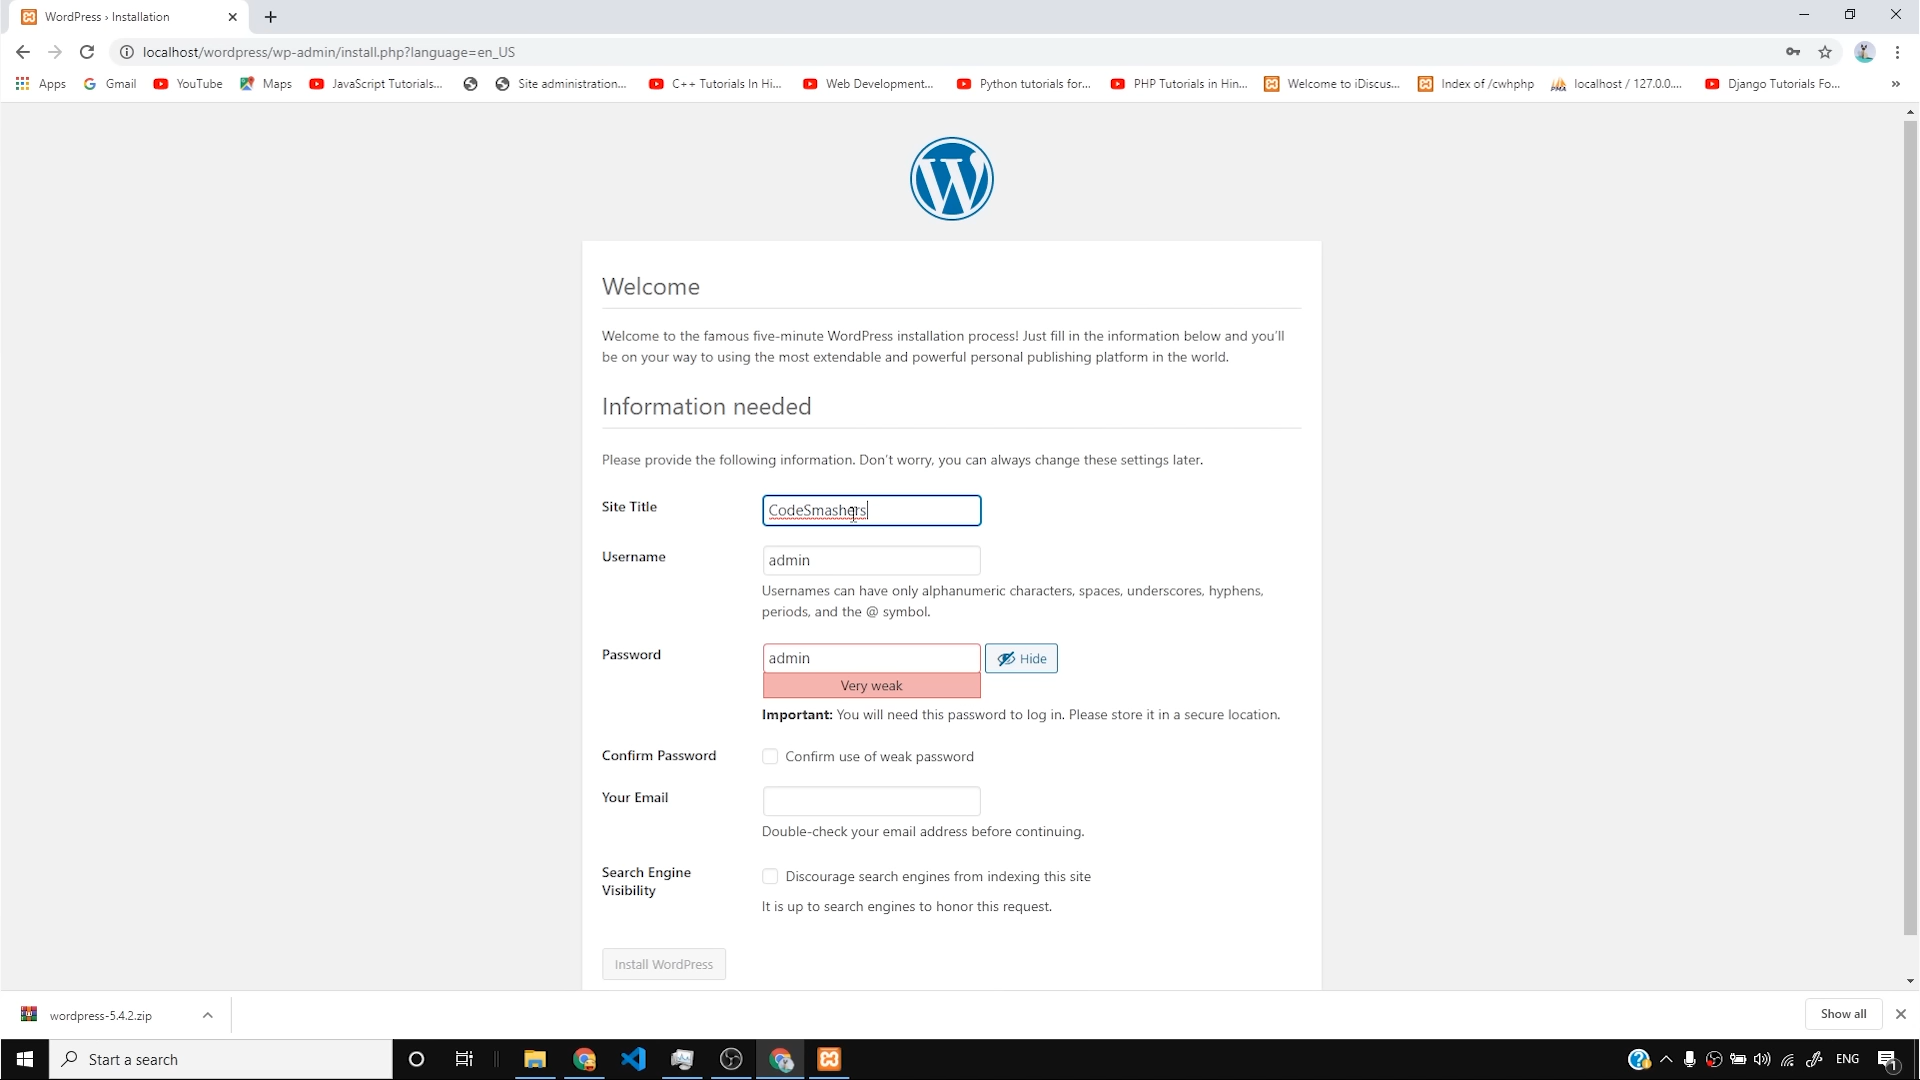 WordPress › Installation
localhost/wordpress/wp-admin/install.php?language=en_US
Apps
Gmail
YouTube
Maps
JavaScript Tutorials...
Site administration...
C++ Tutorials In Hi...
Web Development...
Python tutorials for...
PHP Tutorials in Hin...
Welcome to iDiscus...
Index of /cwhphp
localhost / 127.0.0....
Django Tutorials Fo...
»
Welcome
Welcome to the famous five-minute WordPress installation process! Just fill in the information below and you'll
be on your way to using the most extendable and powerful personal publishing platform in the world.
Information needed
Please provide the following information. Don't worry, you can always change these settings later.
Site Title
CodeSmashers
Username
admin
Usernames can have only alphanumeric characters, spaces, underscores, hyphens,
periods, and the @ symbol.
Password
admin
Hide
Very weak
Important: You will need this password to log in. Please store it in a secure location.
Confirm Password
Confirm use of weak password
Your Email
Double-check your email address before continuing.
Search Engine
Visibility
Discourage search engines from indexing this site
It is up to search engines to honor this request.
Install WordPress
wordpress-5.4.2.zip
Show all
Start a search
ENG
1